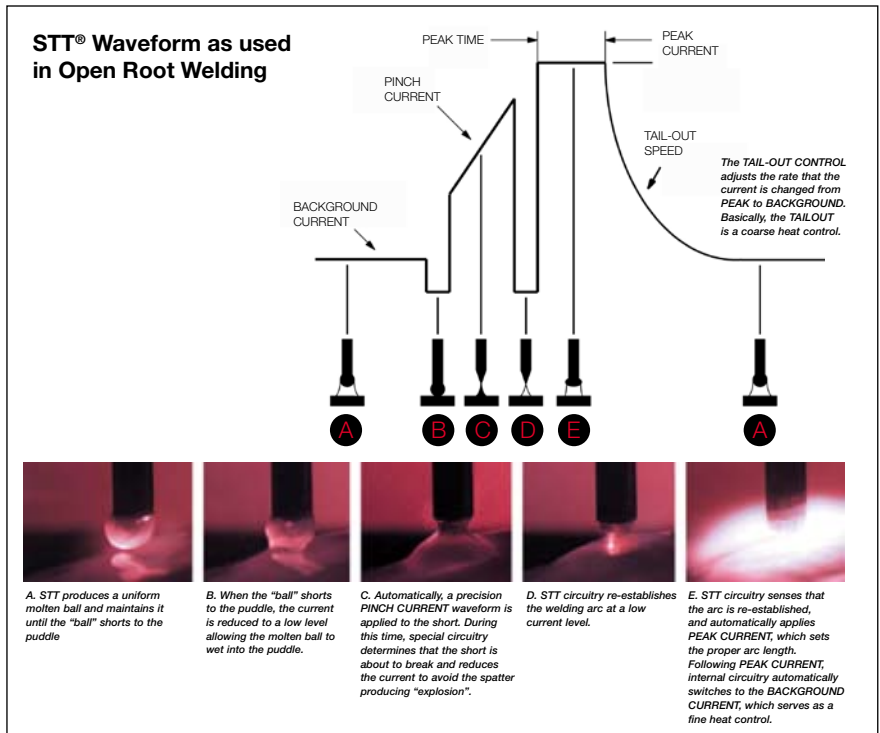 STT® Waveform as used
in Open Root Welding
PEAK TIME
PEAK
CURRENT
PINCH
CURRENT
TAIL-OUT
SPEED
The TAIL-OUT CONTROL
adjusts the rate that the
current is changed from
PEAK to BACKGROUND.
Basically, the TAILOUT
is a coarse heat control.
BACKGROUND
CURRENT
A
B
C
D
E
A
A. STT produces a uniform
molten ball and maintains it
until the “ball” shorts to the
puddle
B. When the “ball” shorts
to the puddle, the current
is reduced to a low level
allowing the molten ball to
wet into the puddle.
C. Automatically, a precision
PINCH CURRENT waveform is
applied to the short. During
this time, special circuitry
determines that the short is
about to break and reduces
the current to avoid the spatter
producing “explosion”.
D. STT circuitry re-establishes
the welding arc at a low
current level.
E. STT circuitry senses that
the arc is re-established,
and automatically applies
PEAK CURRENT, which sets
the proper arc length.
Following PEAK CURRENT,
internal circuitry automatically
switches to the BACKGROUND
CURRENT, which serves as a
fine heat control.